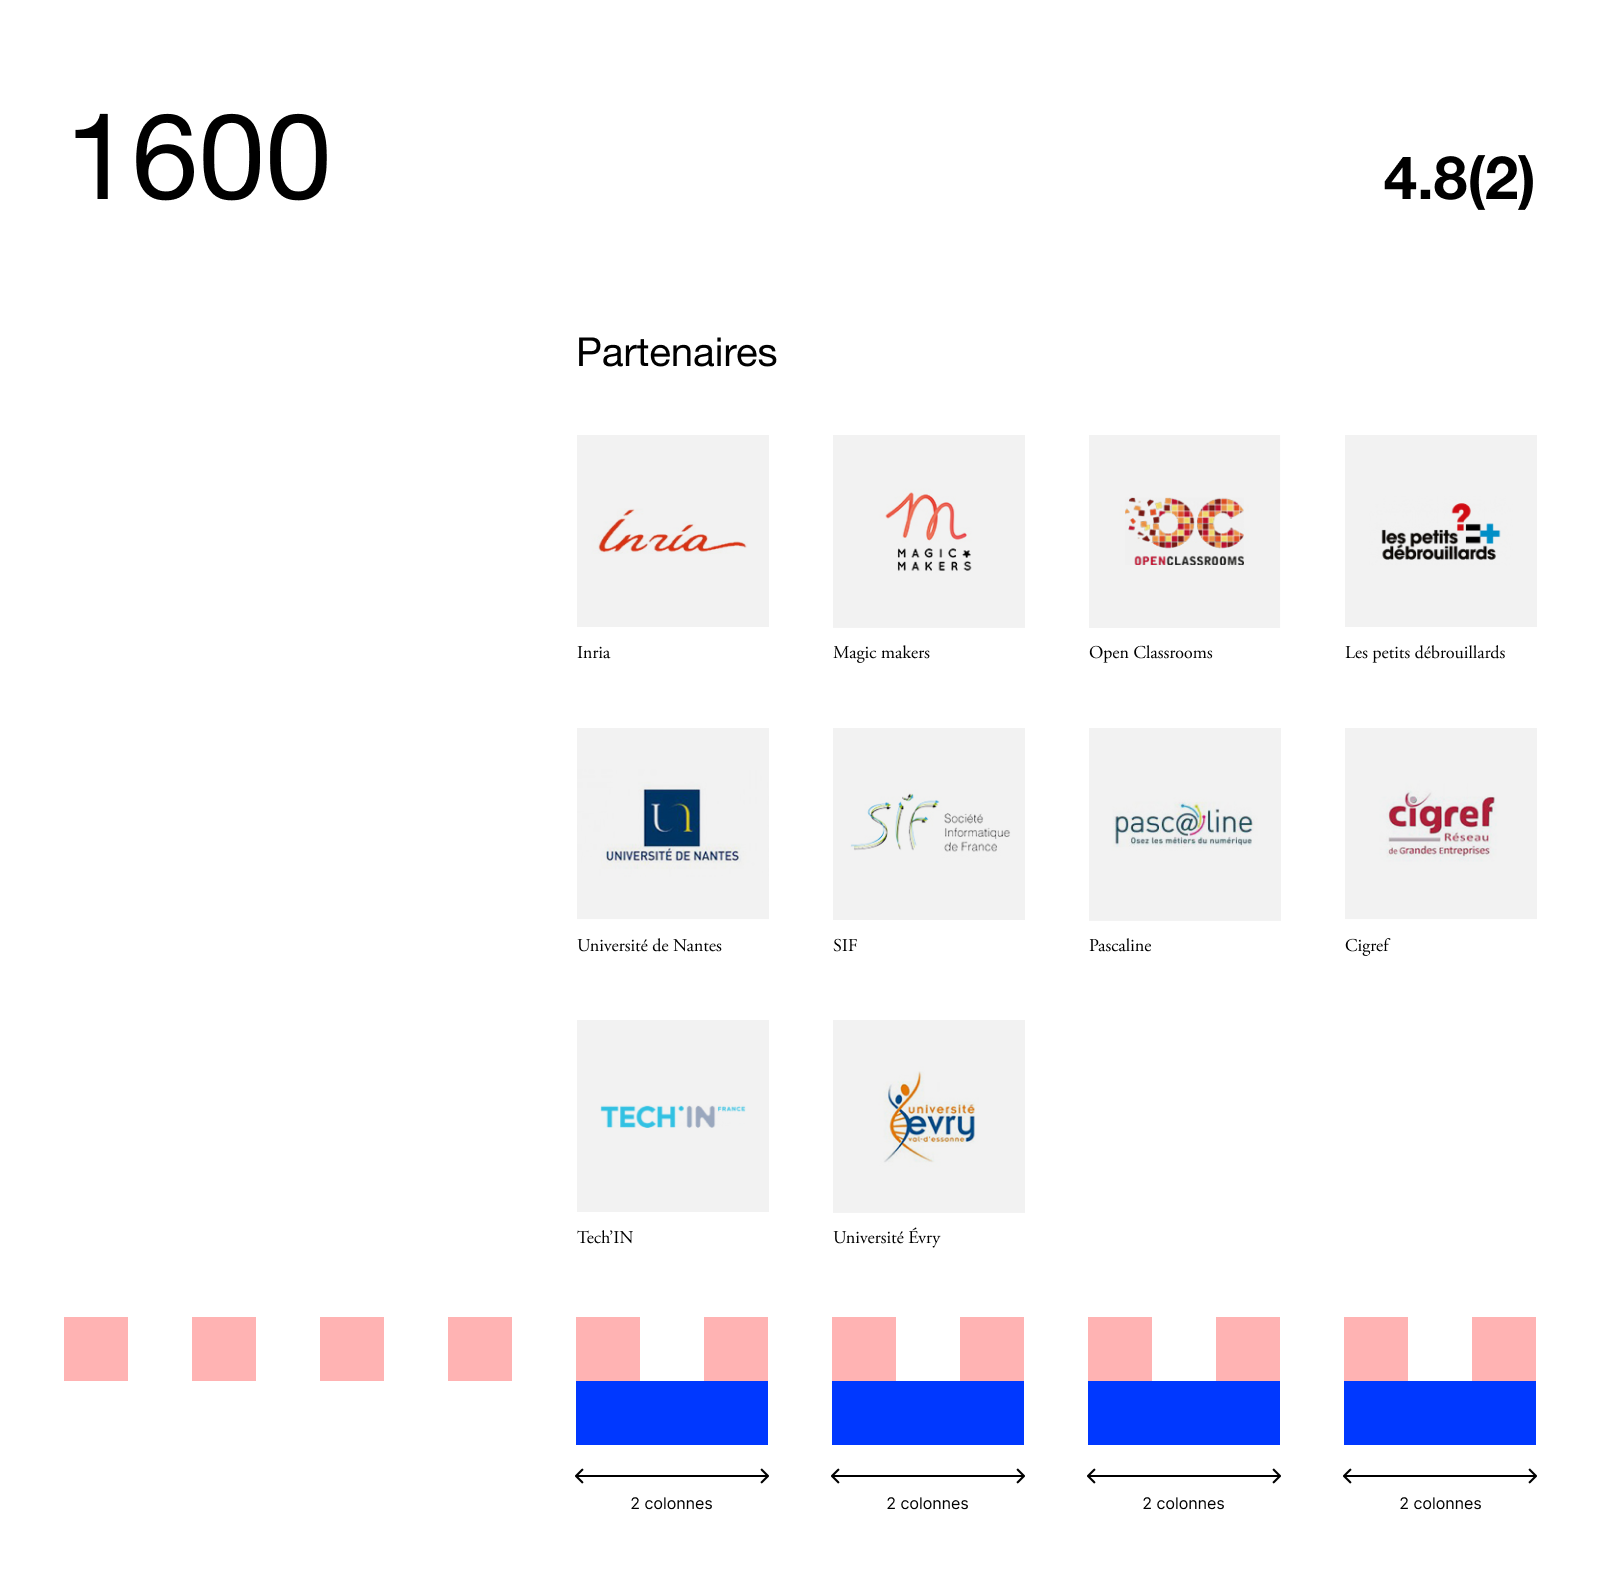 1600
4.8(2)
Partenaires
inria
MAGIC
MAKERS
OC
OPENCLASSROOMS
?
les petits
débrouillards
Inria
Magic makers
Open Classrooms
Les petits débrouillards
UNIVERSITÉ DE NANTES
SIF
Société
Informatique
de France
pasc@line
Osez les métiers du numérique
cigref
Réseau
de Grandes Entreprises
Université de Nantes
SIF
Pascaline
Cigref
TECH'IN FRANCE
université
evry
val-d'essonne
Tech’IN
Université Évry
2 colonnes
2 colonnes
2 colonnes
2 colonnes